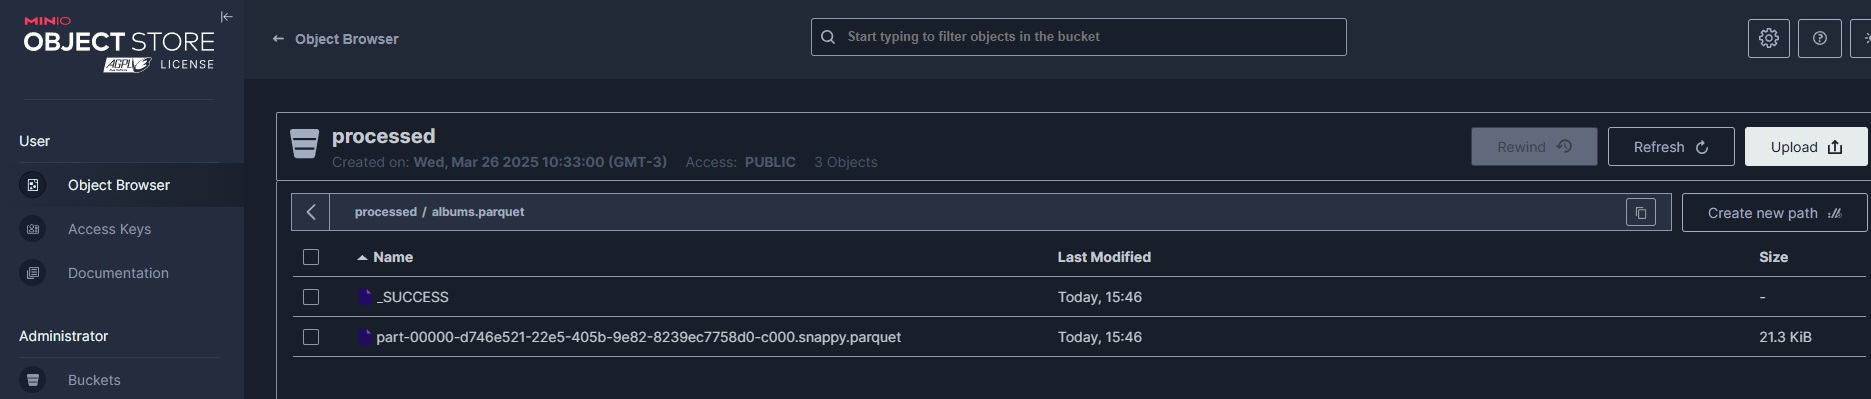 MINIO
OBJECT STORE
AGPLv3 LICENSE
User
Object Browser
Access Keys
Documentation
Administrator
Buckets
Object Browser
Start typing to filter objects in the bucket
processed
Created on: Wed, Mar 26 2025 10:33:00 (GMT-3) Access: PUBLIC 3 Objects
Rewind
Refresh
Upload
processed / albums.parquet
Create new path
Name Last Modified Size
_SUCCESS Today, 15:46 -
part-00000-d746e521-22e5-405b-9e82-8239ec7758d0-c000.snappy.parquet Today, 15:46 21.3 KiB